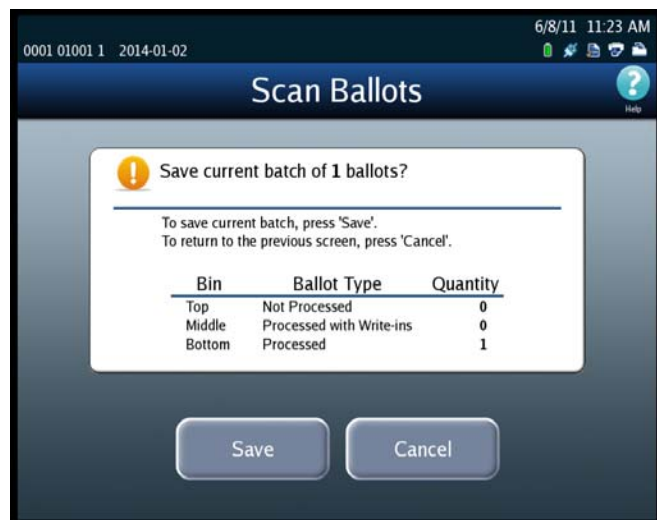 6/8/11 11:23 AM
0001 01001 1 2014-01-02
Scan Ballots
Help
Save current batch of 1 ballots?
To save current batch, press 'Save'.
To return to the previous screen, press 'Cancel'.
Bin Ballot Type Quantity
Top Not Processed 0
Middle Processed with Write-ins 0
Bottom Processed 1
Save Cancel